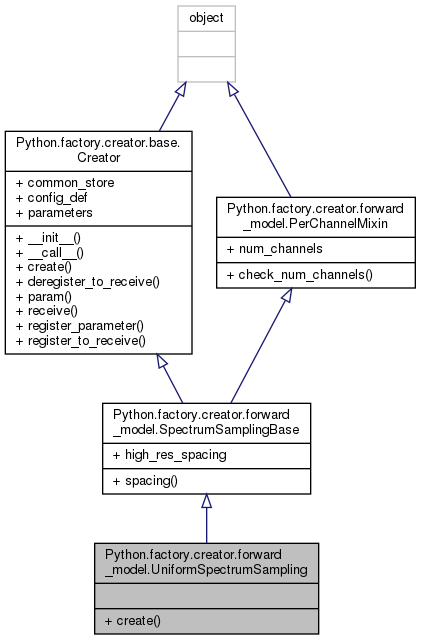 object
Python.factory.creator.base.
Creator
+ common_store
+ config_def
+ parameters
+ __init__()
+ __call__()
+ create()
+ deregister_to_receive()
+ param()
+ receive()
+ register_parameter()
+ register_to_receive()
Python.factory.creator.forward
_model.PerChannelMixin
+ num_channels
+ check_num_channels()
Python.factory.creator.forward
_model.SpectrumSamplingBase
+ high_res_spacing
+ spacing()
Python.factory.creator.forward
_model.UniformSpectrumSampling
+ create()